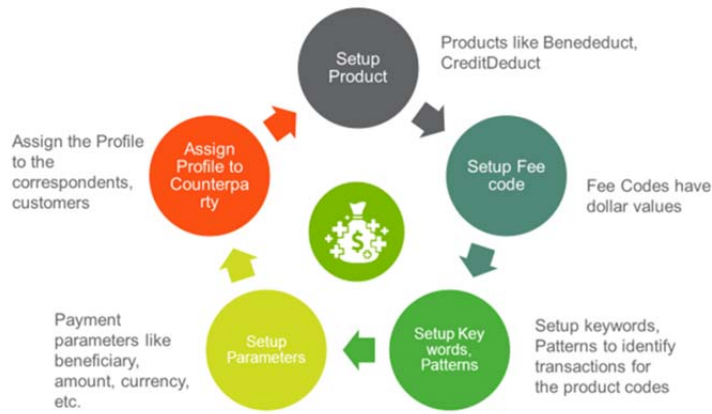 Setup
Product
Products like Benededuct,
CreditDeduct
Setup Fee
code
Fee Codes have
dollar values
Setup Key
words,
Patterns
Setup keywords,
Patterns to identify
transactions for
the product codes
Setup
Parameters
Payment
parameters like
beneficiary,
amount, currency,
etc.
Assign
Profile to
Counterpa
rty
Assign the Profile
to the
correspondents,
customers
$